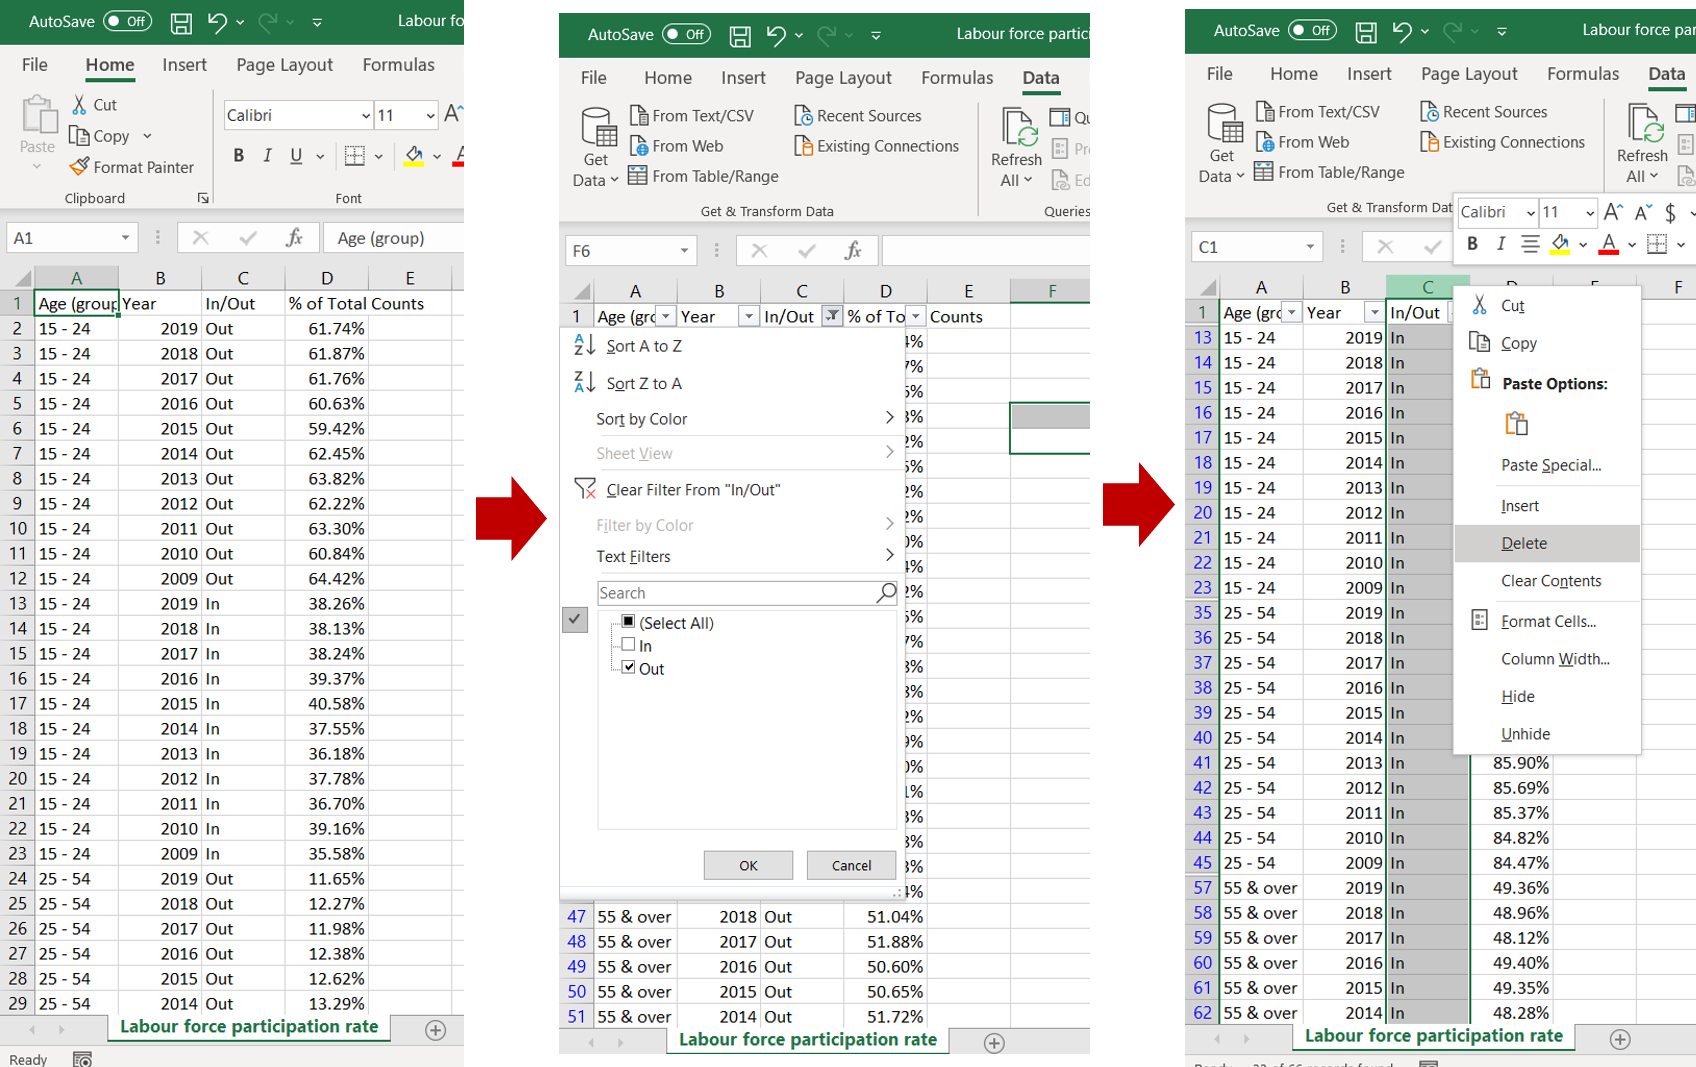 AutoSave Off Labour fo
File Home Insert Page Layout Formulas
Paste Cut Copy Format Painter
Clipboard
Calibri 11 A
B I U A
Font
A1 fx Age (group)
A B C D E
1 Age (group Year In/Out % of Total Counts
2 15 - 24 2019 Out 61.74%
3 15 - 24 2018 Out 61.87%
4 15 - 24 2017 Out 61.76%
5 15 - 24 2016 Out 60.63%
6 15 - 24 2015 Out 59.42%
7 15 - 24 2014 Out 62.45%
8 15 - 24 2013 Out 63.82%
9 15 - 24 2012 Out 62.22%
10 15 - 24 2011 Out 63.30%
11 15 - 24 2010 Out 60.84%
12 15 - 24 2009 Out 64.42%
13 15 - 24 2019 In 38.26%
14 15 - 24 2018 In 38.13%
15 15 - 24 2017 In 38.24%
16 15 - 24 2016 In 39.37%
17 15 - 24 2015 In 40.58%
18 15 - 24 2014 In 37.55%
19 15 - 24 2013 In 36.18%
20 15 - 24 2012 In 37.78%
21 15 - 24 2011 In 36.70%
22 15 - 24 2010 In 39.16%
23 15 - 24 2009 In 35.58%
24 25 - 54 2019 Out 11.65%
25 25 - 54 2018 Out 12.27%
26 25 - 54 2017 Out 11.98%
27 25 - 54 2016 Out 12.38%
28 25 - 54 2015 Out 12.62%
29 25 - 54 2014 Out 13.29%
Labour force participation rate
Ready
AutoSave Off Labour force partici
File Home Insert Page Layout Formulas Data
Get Data
From Text/CSV
From Web
From Table/Range
Recent Sources
Existing Connections
Get & Transform Data
Refresh All
Qu
Pr
Ed
Queries
F6 fx
A B C D E F
1 Age (gro Year In/Out % of To Counts
Sort A to Z
Sort Z to A
Sort by Color
Sheet View
Clear Filter From "In/Out"
Filter by Color
Text Filters
Search
(Select All)
In
Out
OK Cancel
47 55 & over 2018 Out 51.04%
48 55 & over 2017 Out 51.88%
49 55 & over 2016 Out 50.60%
50 55 & over 2015 Out 50.65%
51 55 & over 2014 Out 51.72%
Labour force participation rate
AutoSave Off Labour force par
File Home Insert Page Layout Formulas Data
Get Data
From Text/CSV
From Web
From Table/Range
Recent Sources
Existing Connections
Get & Transform Dat
Refresh All
Calibri 11 A A $
B I A
C1
A B C F
1 Age (gro Year In/Out
13 15 - 24 2019 In
14 15 - 24 2018 In
15 15 - 24 2017 In
16 15 - 24 2016 In
17 15 - 24 2015 In
18 15 - 24 2014 In
19 15 - 24 2013 In
20 15 - 24 2012 In
21 15 - 24 2011 In
22 15 - 24 2010 In
23 15 - 24 2009 In
35 25 - 54 2019 In
36 25 - 54 2018 In
37 25 - 54 2017 In
38 25 - 54 2016 In
39 25 - 54 2015 In
40 25 - 54 2014 In
41 25 - 54 2013 In 85.90%
42 25 - 54 2012 In 85.69%
43 25 - 54 2011 In 85.37%
44 25 - 54 2010 In 84.82%
45 25 - 54 2009 In 84.47%
57 55 & over 2019 In 49.36%
58 55 & over 2018 In 48.96%
59 55 & over 2017 In 48.12%
60 55 & over 2016 In 49.40%
61 55 & over 2015 In 49.35%
62 55 & over 2014 In 48.28%
Cut
Copy
Paste Options:
Paste Special...
Insert
Delete
Clear Contents
Format Cells...
Column Width...
Hide
Unhide
Labour force participation rate